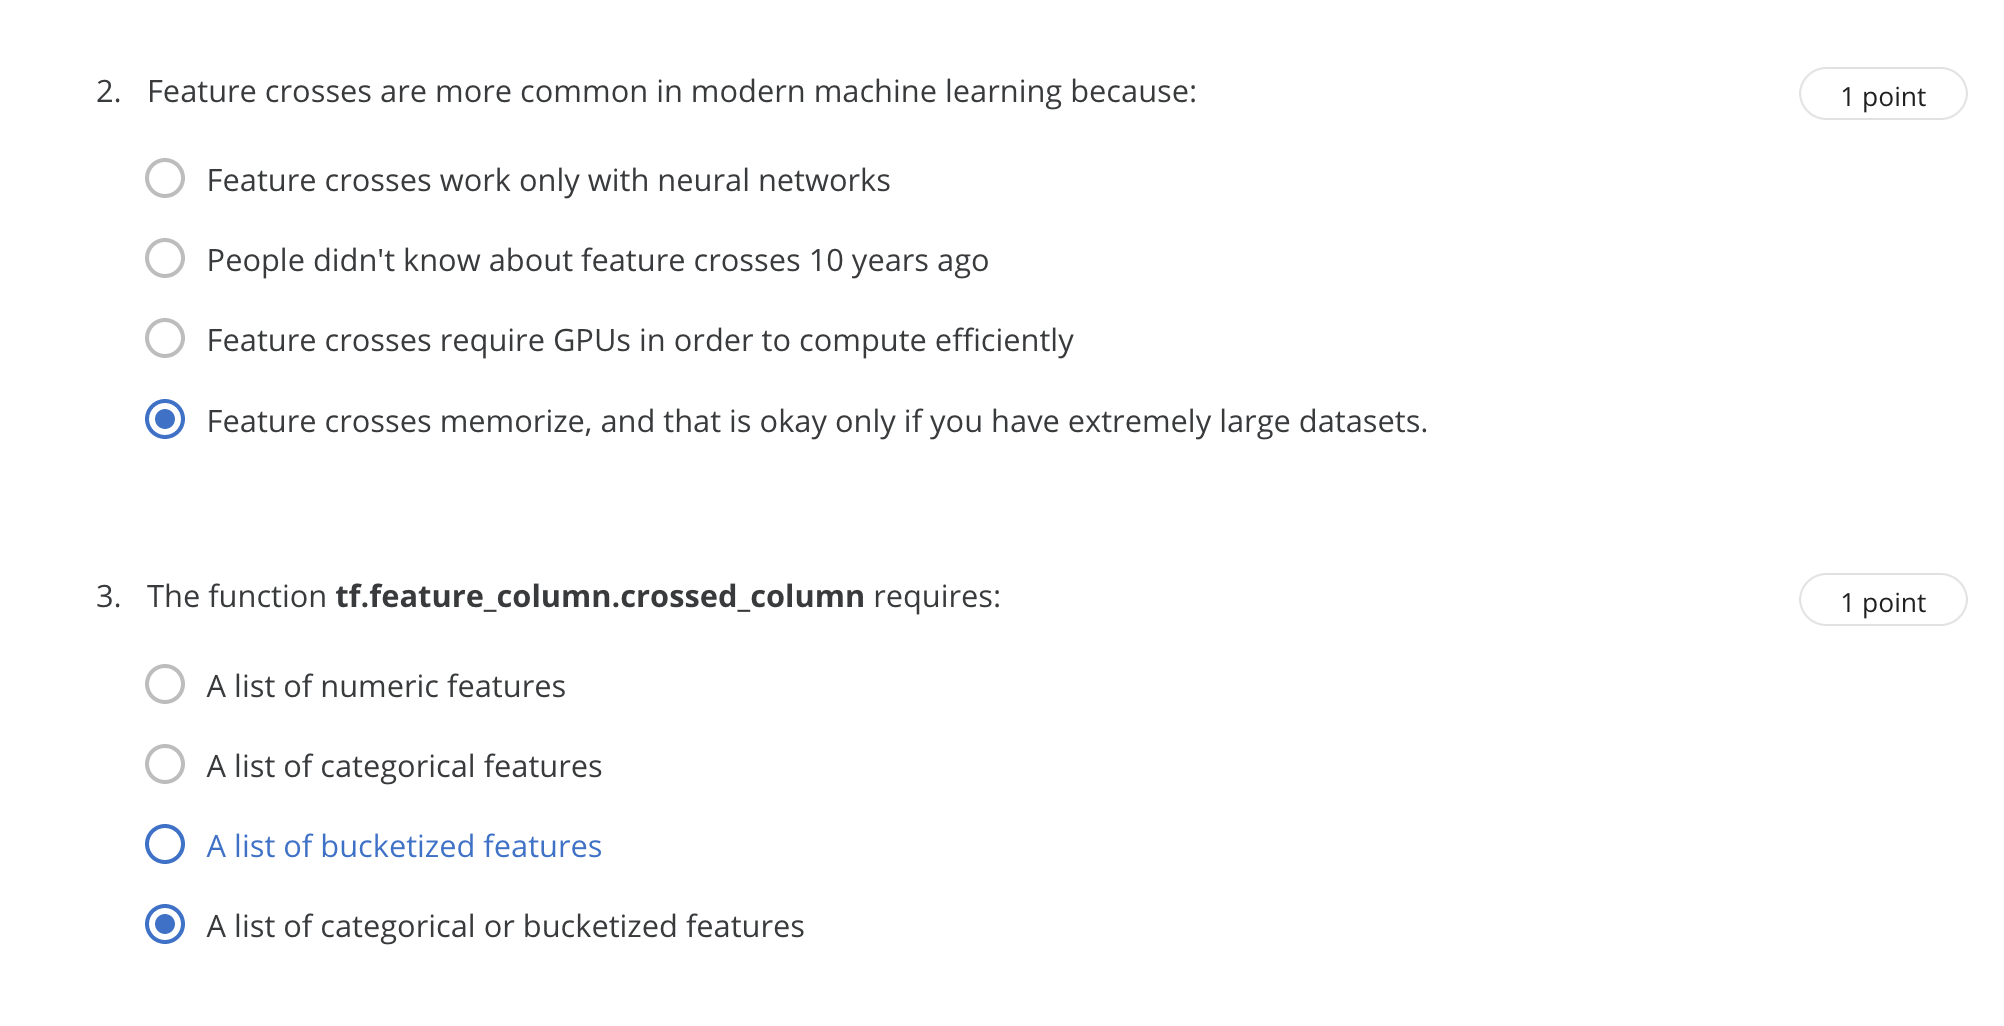 2. Feature crosses are more common in modern machine learning because:
1 point
Feature crosses work only with neural networks
People didn't know about feature crosses 10 years ago
Feature crosses require GPUs in order to compute efficiently
Feature crosses memorize, and that is okay only if you have extremely large datasets.
3. The function tf.feature_column.crossed_column requires:
1 point
A list of numeric features
A list of categorical features
A list of bucketized features
A list of categorical or bucketized features